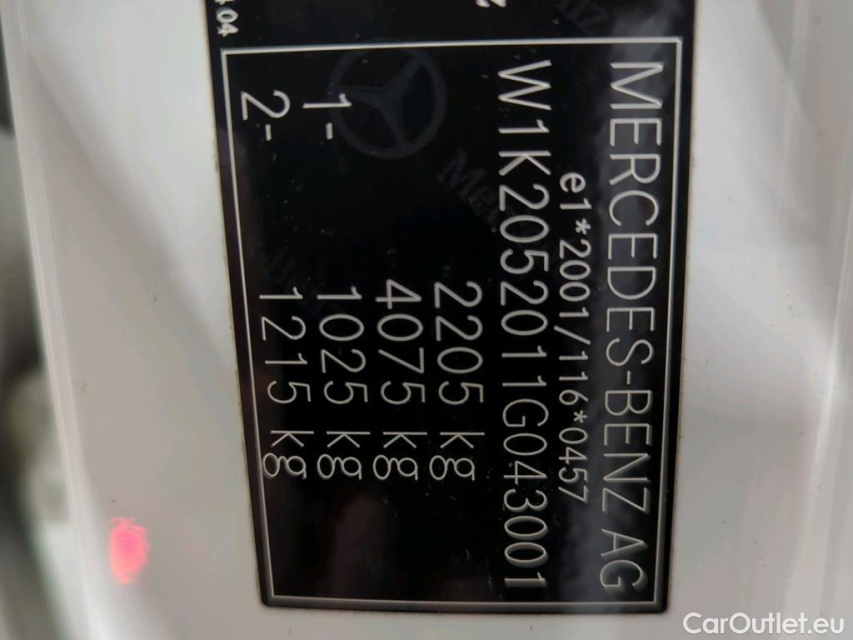 MERCEDES-BENZ AG
e1*2001/116*0457
W1K2052011G043001
2205 kg
4075 kg
1- 1025 kg
2- 1215 kg
04
CarOutlet.eu